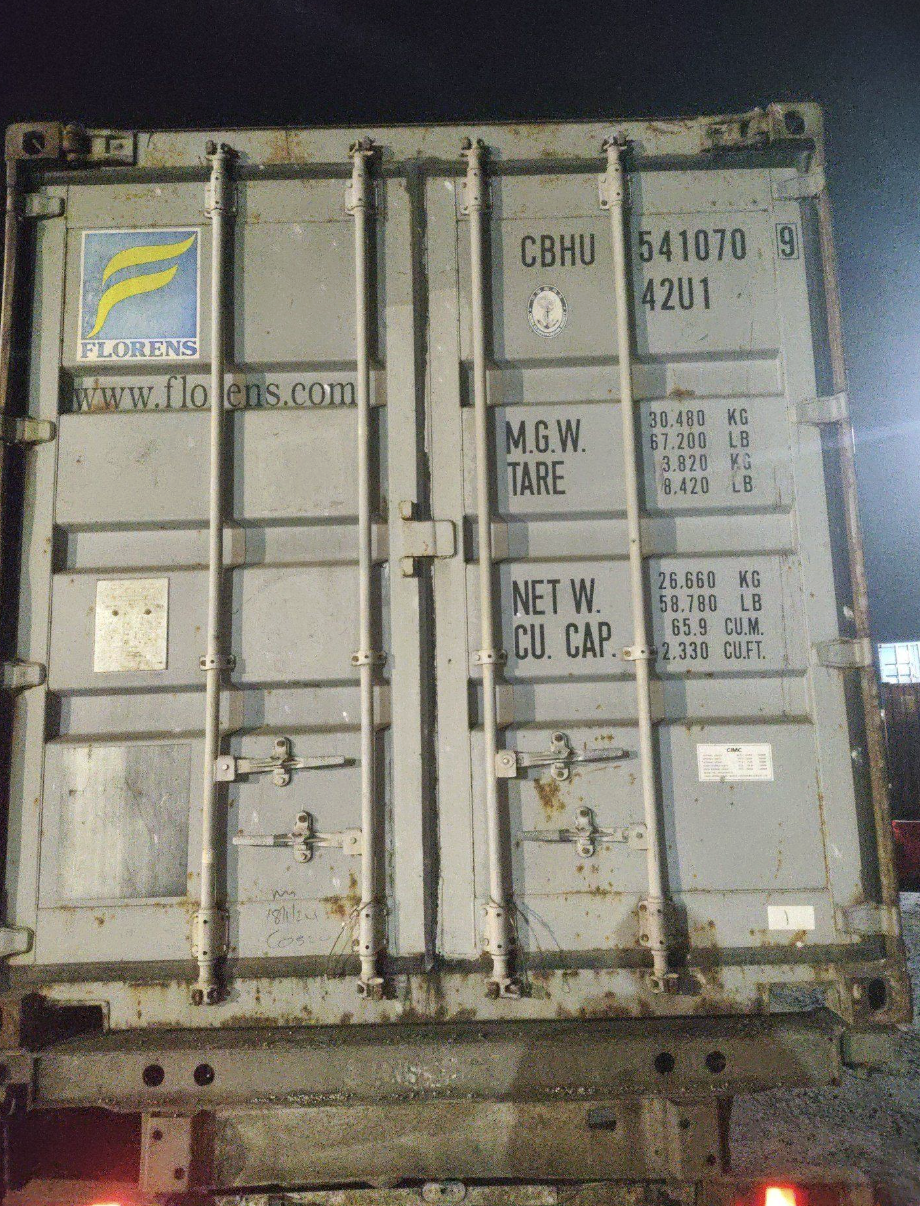 FLORENS
www.florens.com
CBHU 541070 9
42U1
M.G.W. 30.480 KG
67.200 LB
TARE 3.820 KG
8.420 LB
NET W. 26.660 KG
58.780 LB
CU. CAP. 65.9 CU.M.
2.330 CU.FT.
CIMC
1